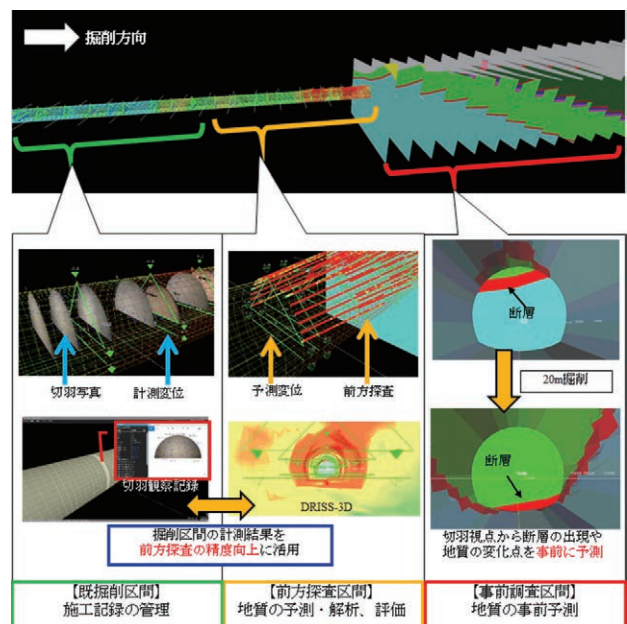 掘削方向
切羽写真
計測変位
切羽観察記録
予測変位
前方探査
DRISS-3D
掘削区間の計測結果を
前方探査の精度向上に活用
断層
20m掘削
断層
切羽視点から断層の出現や
地質の変化点を事前に予測
【既掘削区間】
施工記録の管理
【前方探査区間】
地質の予測・解析、評価
【事前調査区間】
地質の事前予測